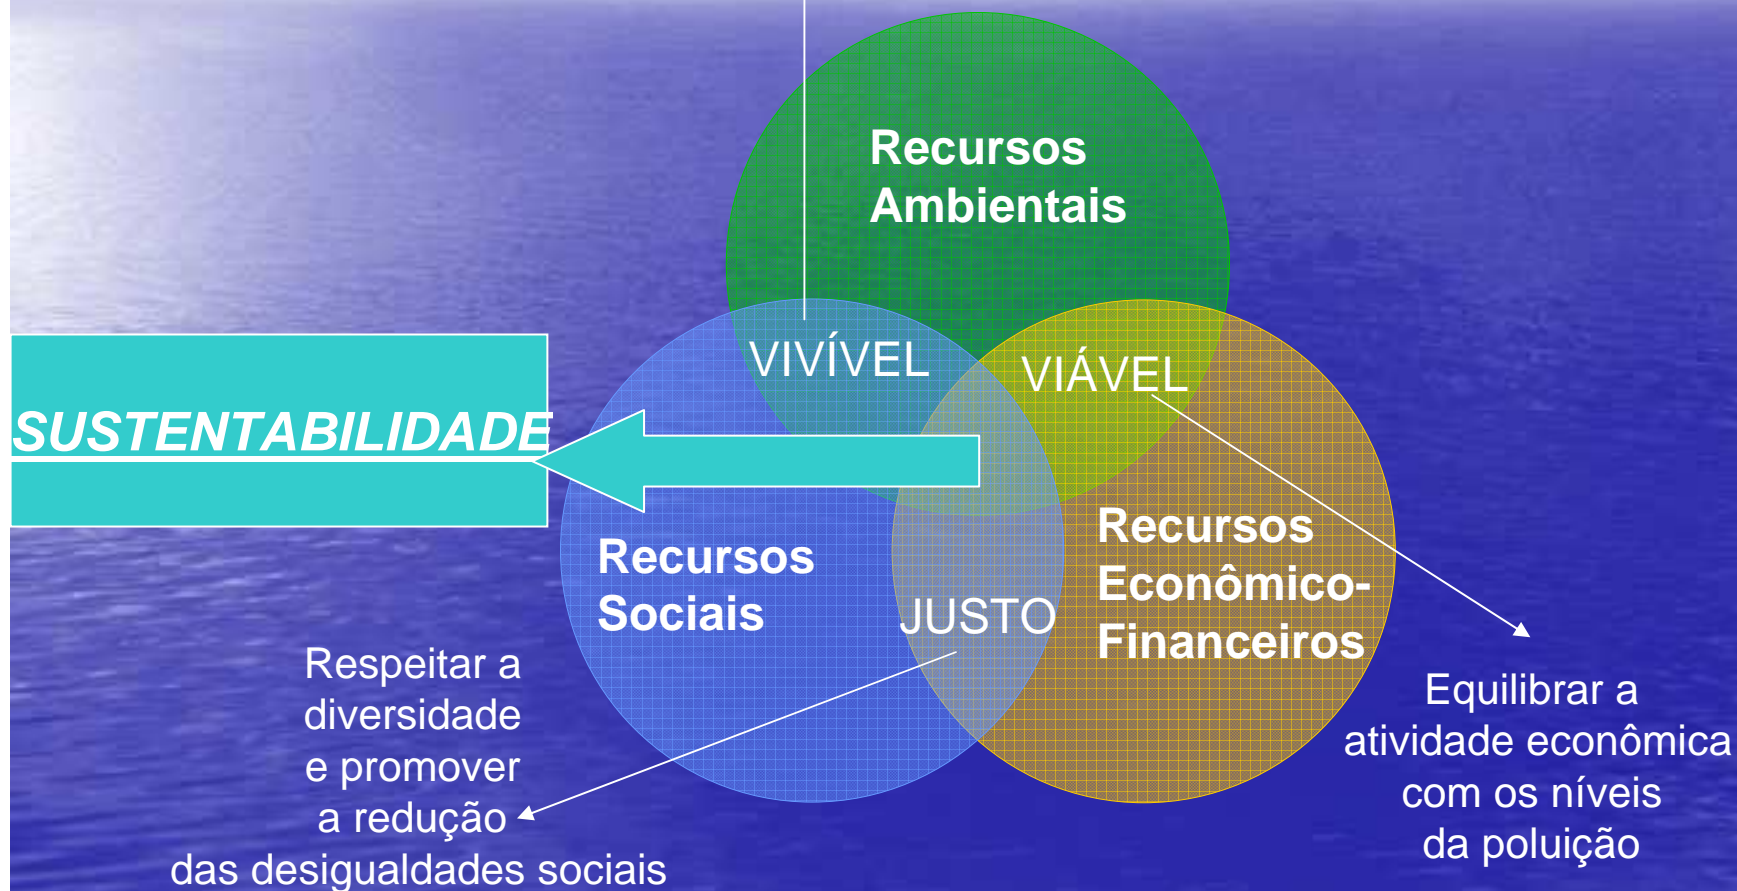 Recursos
Ambientais
VIVÍVEL
VIÁVEL
SUSTENTABILIDADE
Recursos
Sociais
JUSTO
Recursos
Econômico-
Financeiros
Respeitar a
diversidade
e promover
a redução
das desigualdades sociais
Equilibrar a
atividade econômica
com os níveis
da poluição